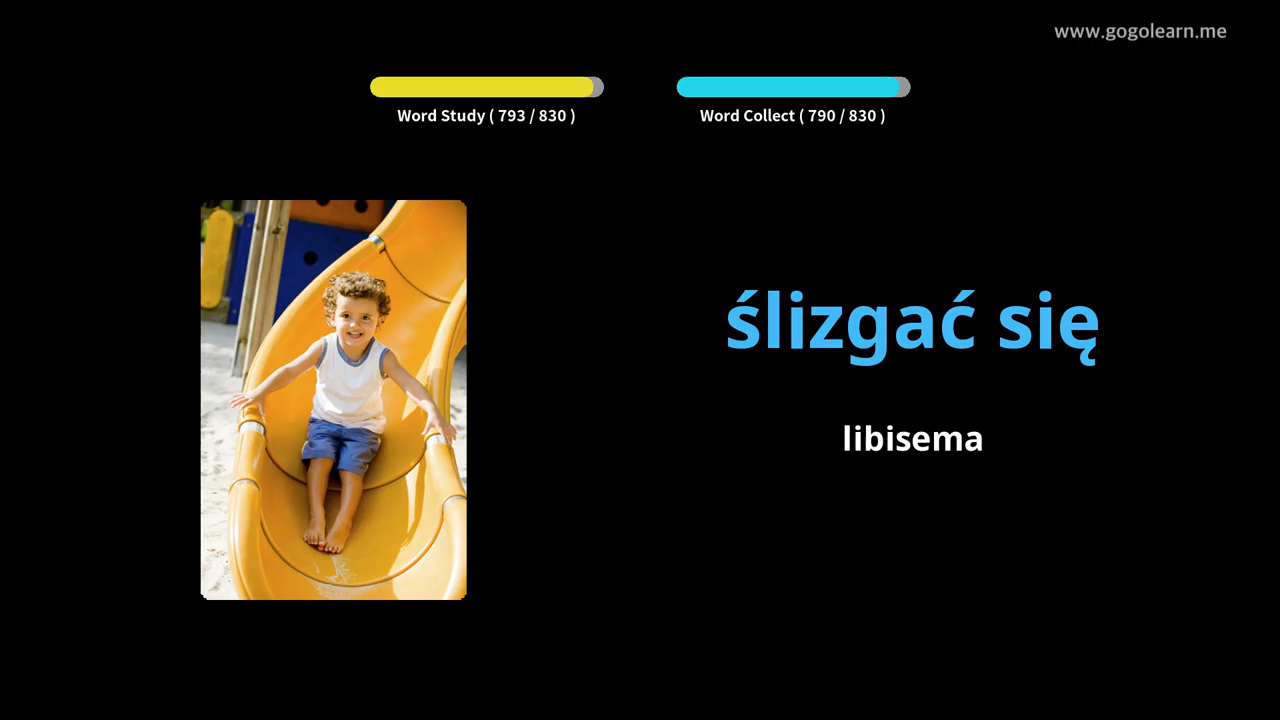 www.gogolearn.me
Word Study ( 793 / 830 )
Word Collect ( 790 / 830 )
ślizgać się
libisema